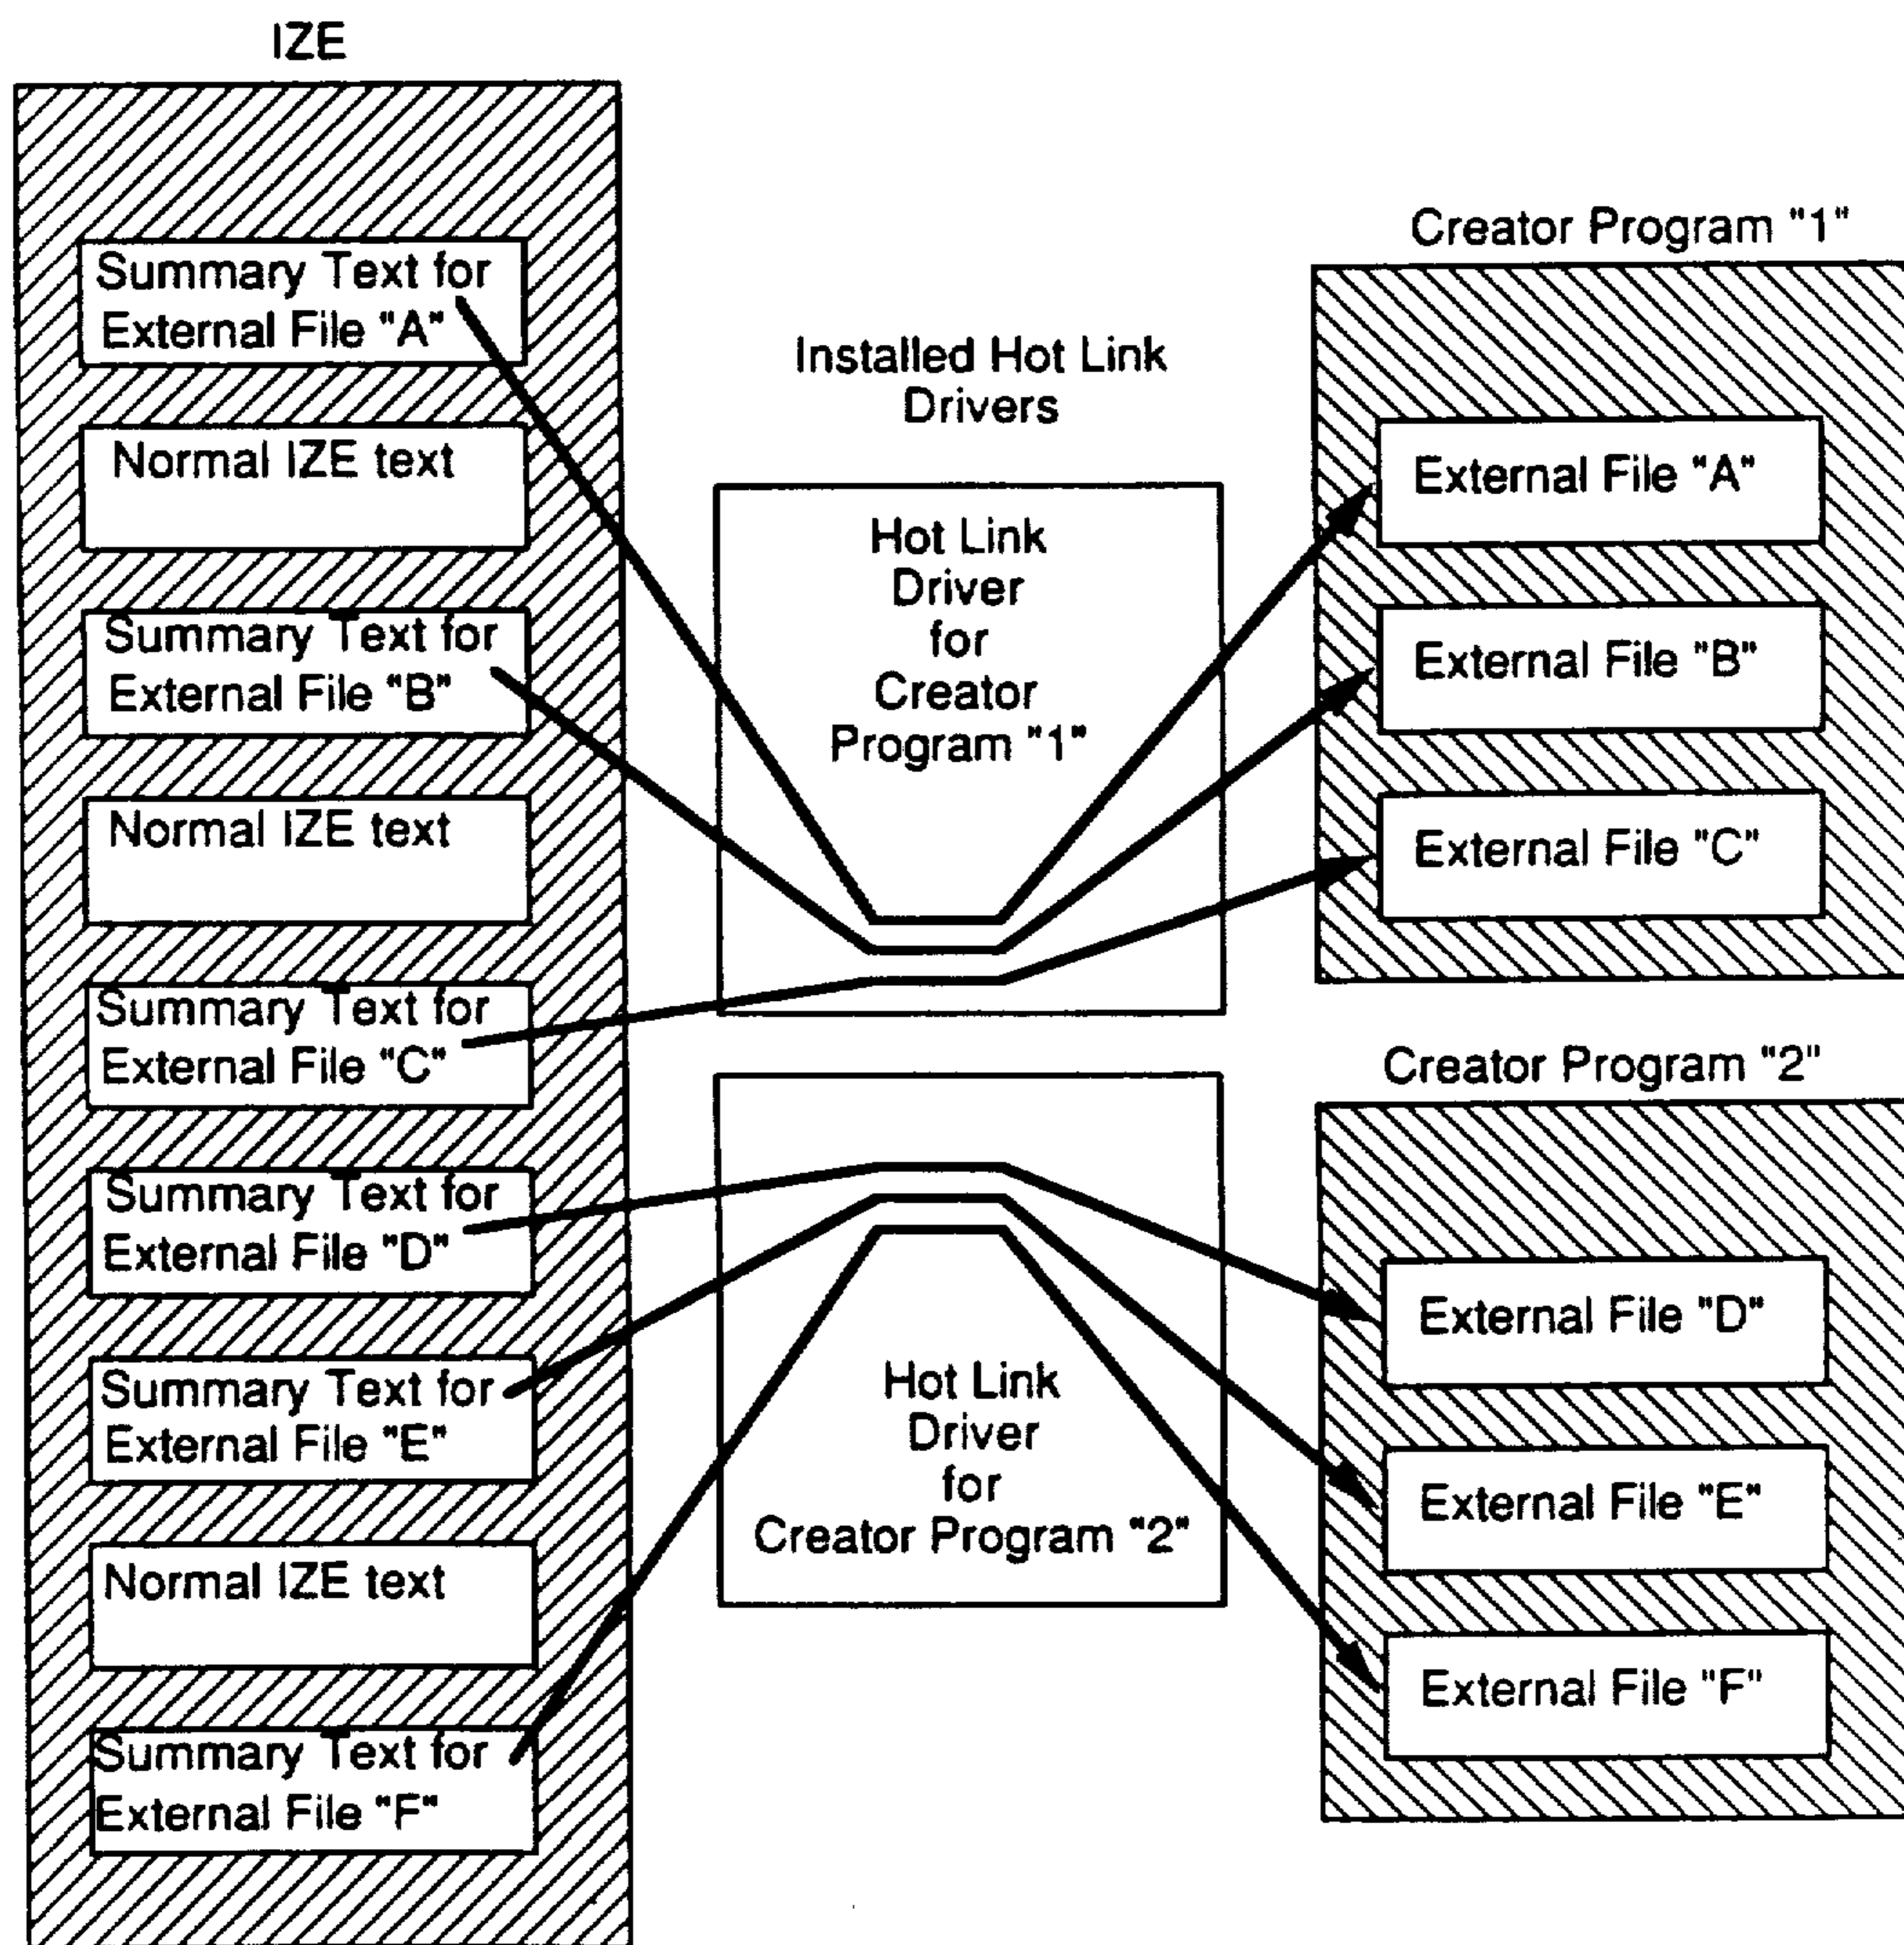 IZE
Summary Text for
External File "A"
Normal IZE text
Summary Text for
External File "B"
Normal IZE text
Summary Text for
External File "C"
Summary Text for
External File "D"
Summary Text for
External File "E"
Normal IZE text
Summary Text for
External File "F"
Installed Hot Link
Drivers
Hot Link
Driver
for
Creator
Program "1"
Hot Link
Driver
for
Creator Program "2"
Creator Program "1"
External File "A"
External File "B"
External File "C"
Creator Program "2"
External File "D"
External File "E"
External File "F"